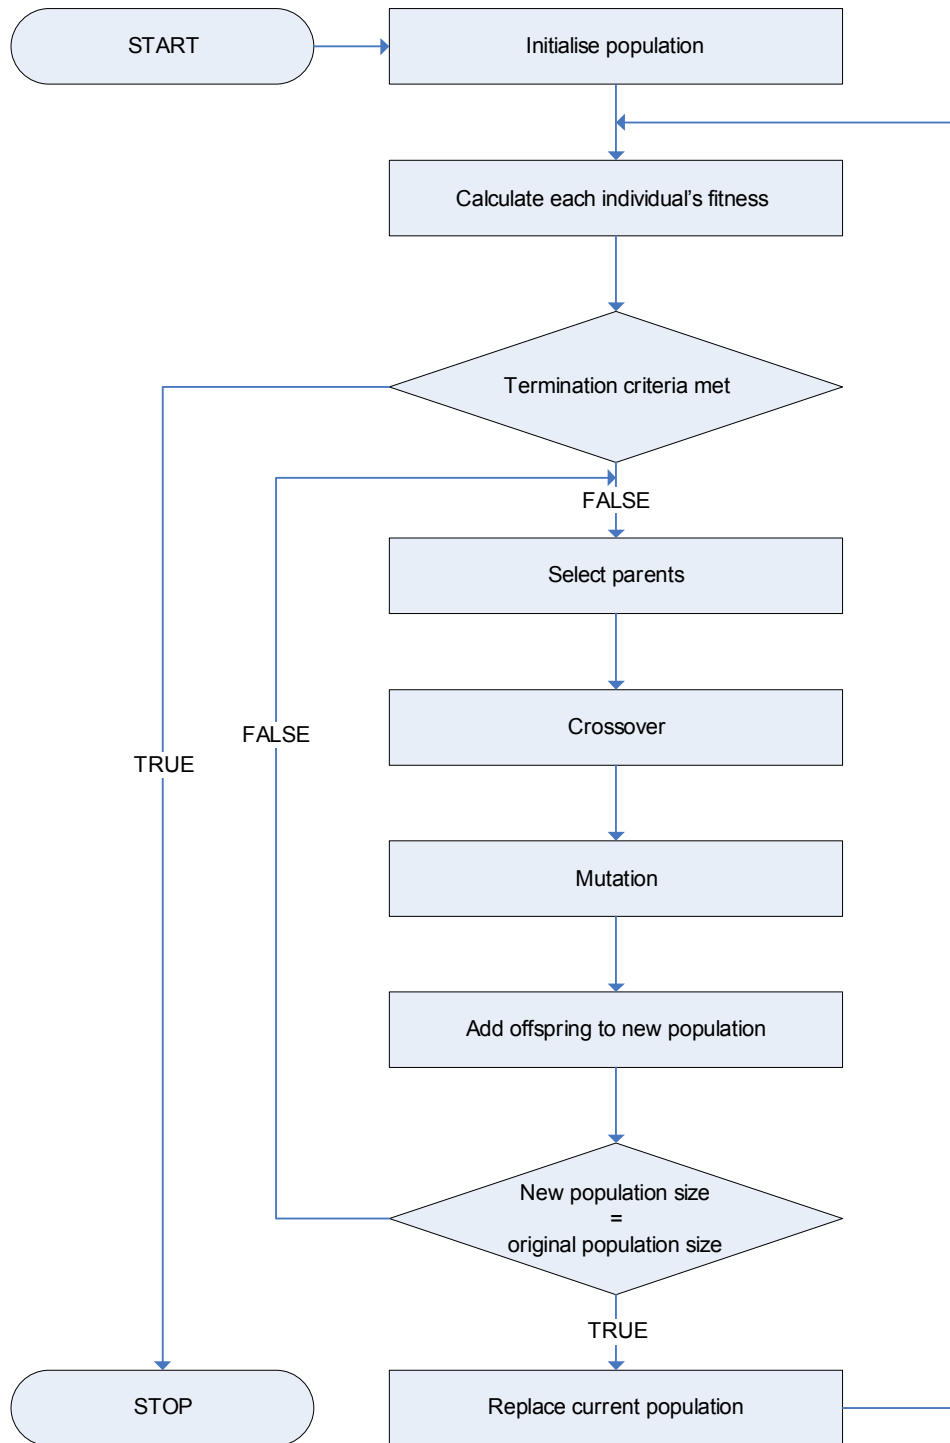 START
Initialise population
Calculate each individual’s fitness
Termination criteria met
FALSE
Select parents
Crossover
FALSE
TRUE
Mutation
Add offspring to new population
New population size
=
original population size
TRUE
STOP
Replace current population